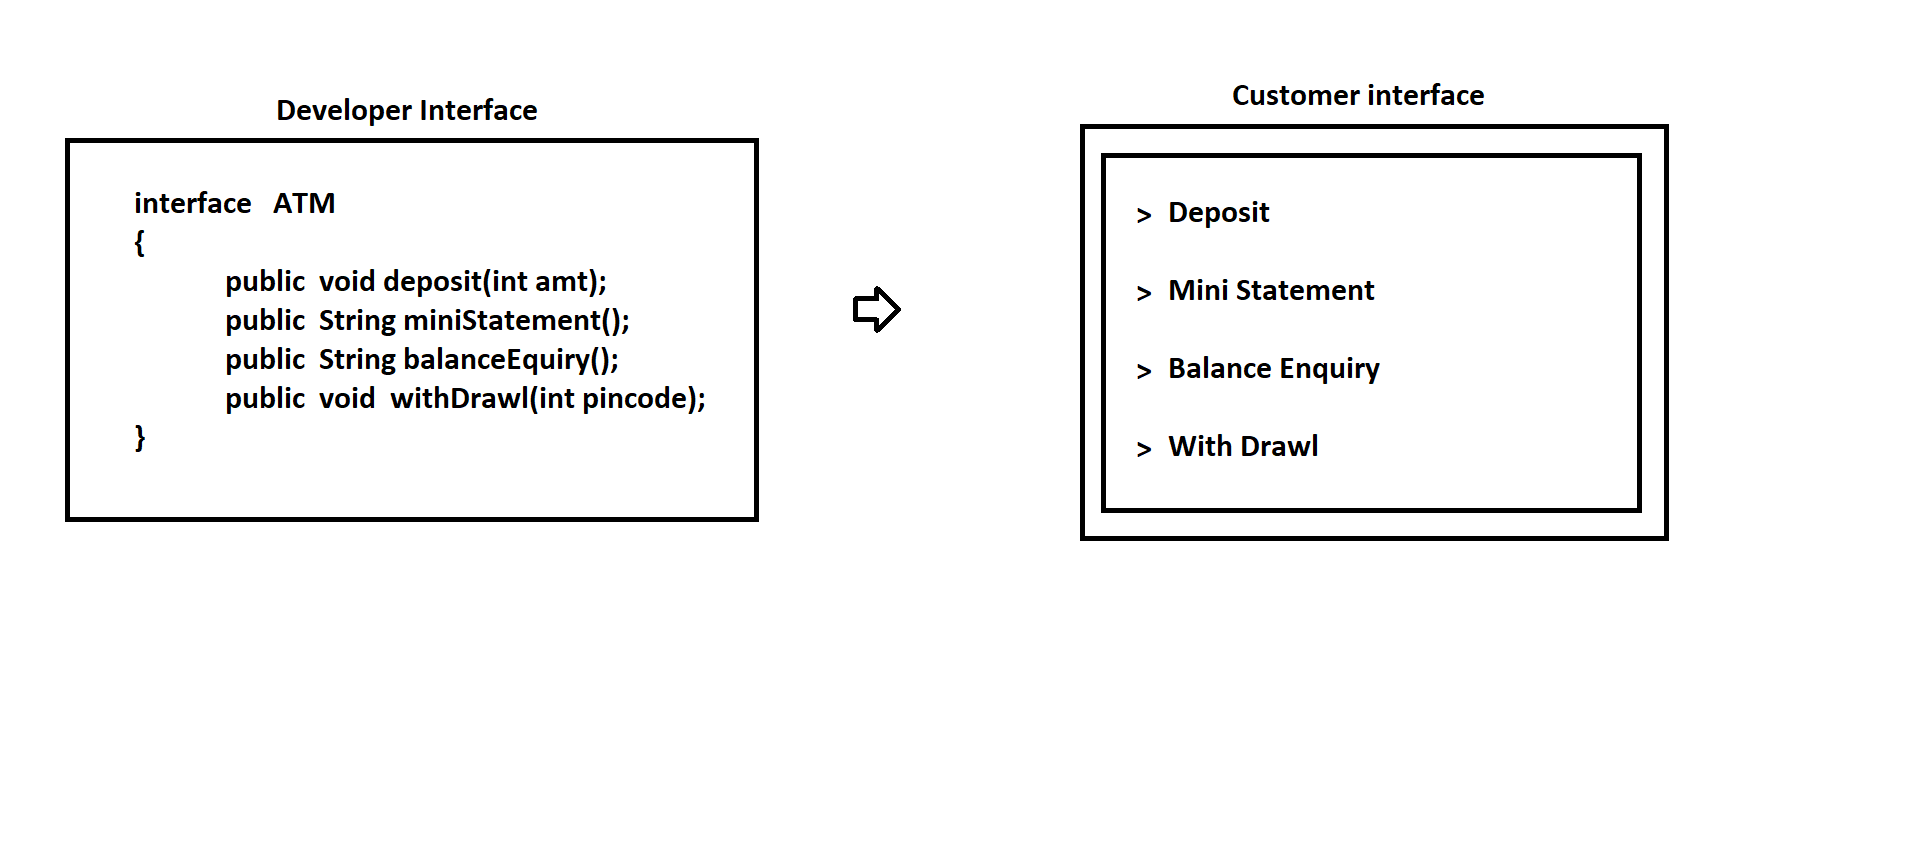 Developer Interface
interface ATM
{
public void deposit(int amt);
public String miniStatement();
public String balanceEquiry();
public void withDrawl(int pincode);
}
Customer interface
> Deposit
> Mini Statement
> Balance Enquiry
> With Drawl